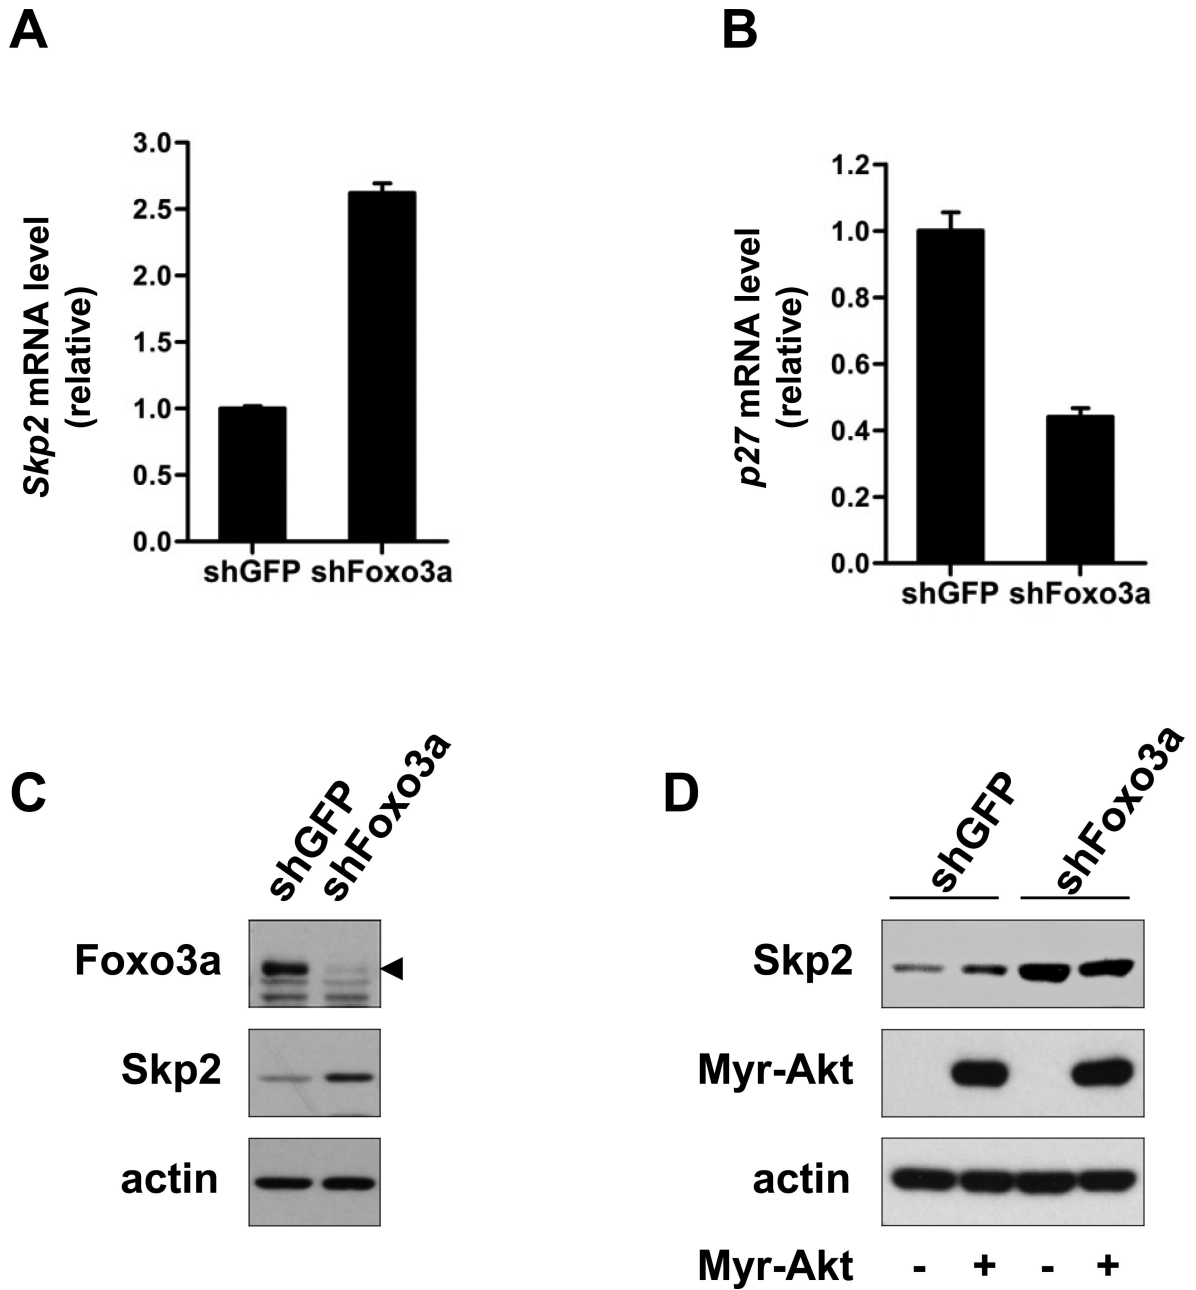 A
B
Skp2 mRNA level
(relative)
3.0
2.5
2.0
1.5
1.0
0.5
0.0
shGFP shFoxo3a
p27 mRNA level
(relative)
1.2
1.0
0.8
0.6
0.4
0.2
0.0
shGFP shFoxo3a
C
shGFP
shFoxo3a
Foxo3a
Skp2
actin
D
shGFP
shFoxo3a
Skp2
Myr-Akt
actin
Myr-Akt - + - +